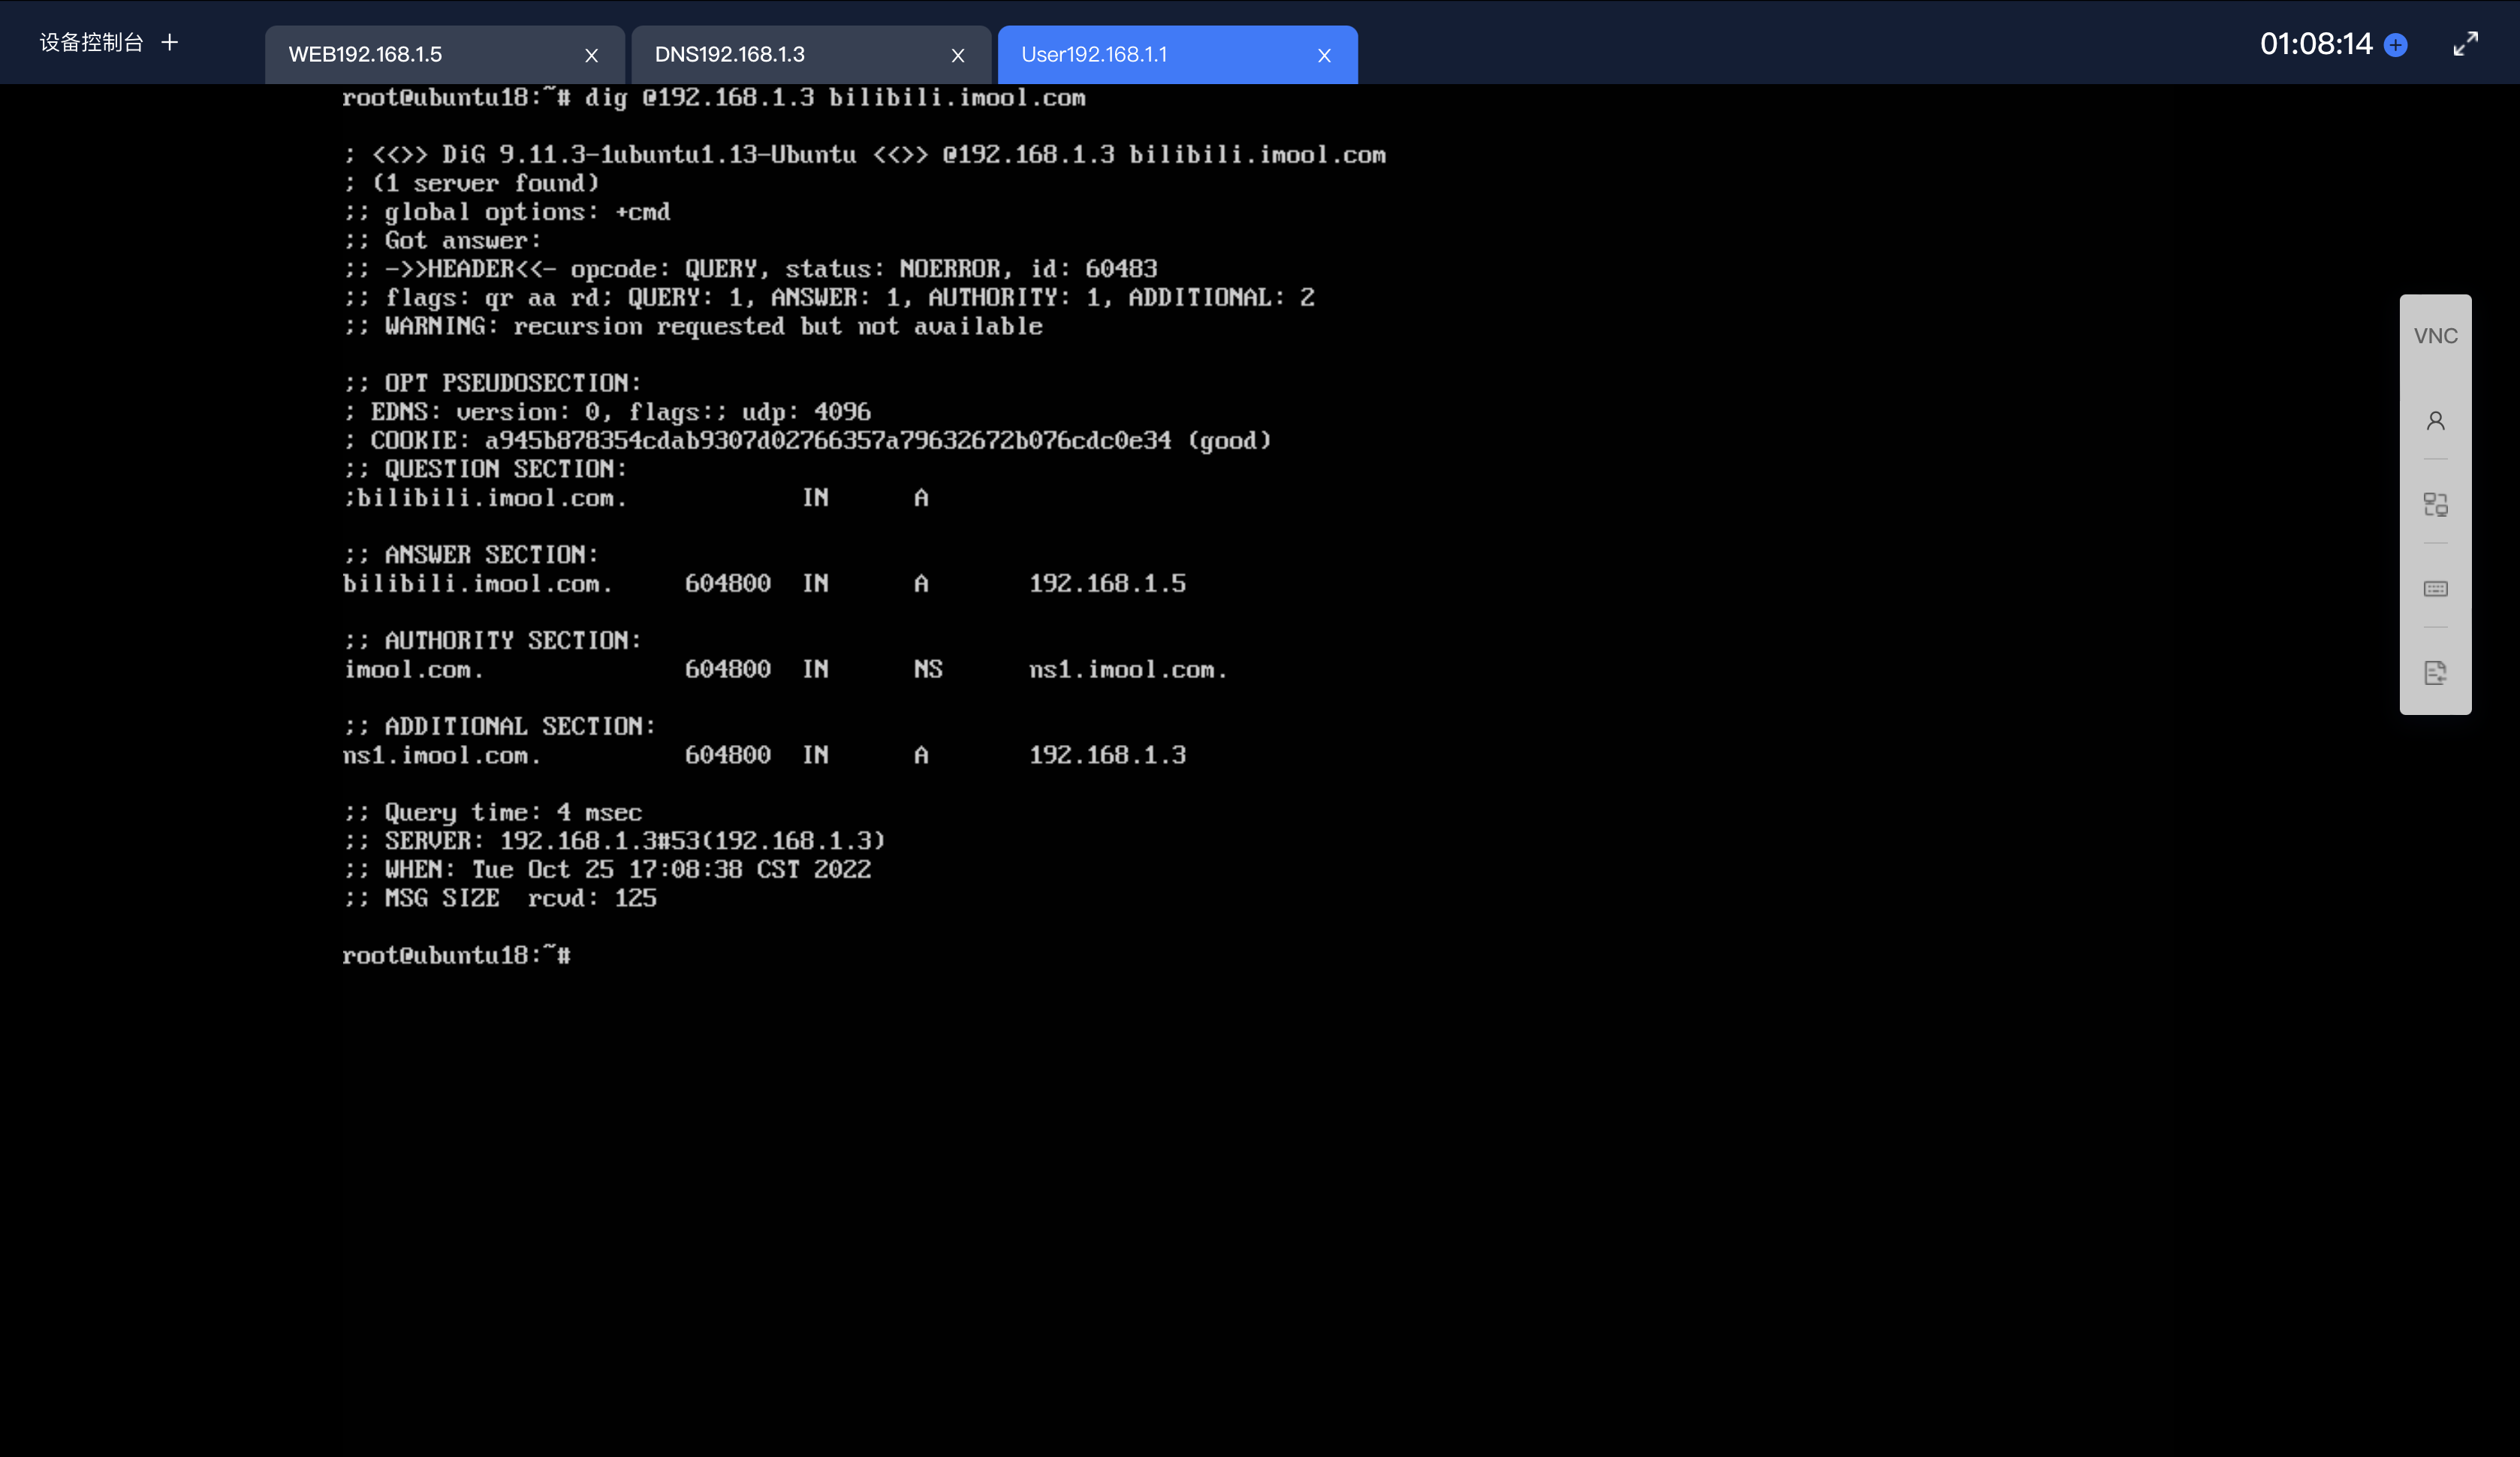 设备控制台 +
WEB192.168.1.5 X
DNS192.168.1.3 X
User192.168.1.1 X
01:08:14
root@ubuntu18:~# dig @192.168.1.3 bilibili.imool.com
; <<>> DiG 9.11.3-1ubuntu1.13-Ubuntu <<>> @192.168.1.3 bilibili.imool.com
; (1 server found)
;; global options: +cmd
;; Got answer:
;; ->>HEADER<<- opcode: QUERY, status: NOERROR, id: 60483
;; flags: qr aa rd; QUERY: 1, ANSWER: 1, AUTHORITY: 1, ADDITIONAL: 2
;; WARNING: recursion requested but not available
;; OPT PSEUDOSECTION:
; EDNS: version: 0, flags:; udp: 4096
; COOKIE: a945b878354cdab9307d02766357a79632672b076cdc0e34 (good)
;; QUESTION SECTION:
;bilibili.imool.com. IN A
;; ANSWER SECTION:
bilibili.imool.com. 604800 IN A 192.168.1.5
;; AUTHORITY SECTION:
imool.com. 604800 IN NS ns1.imool.com.
;; ADDITIONAL SECTION:
ns1.imool.com. 604800 IN A 192.168.1.3
;; Query time: 4 msec
;; SERVER: 192.168.1.3#53(192.168.1.3)
;; WHEN: Tue Oct 25 17:08:38 CST 2022
;; MSG SIZE  rcvd: 125
root@ubuntu18:~#
VNC